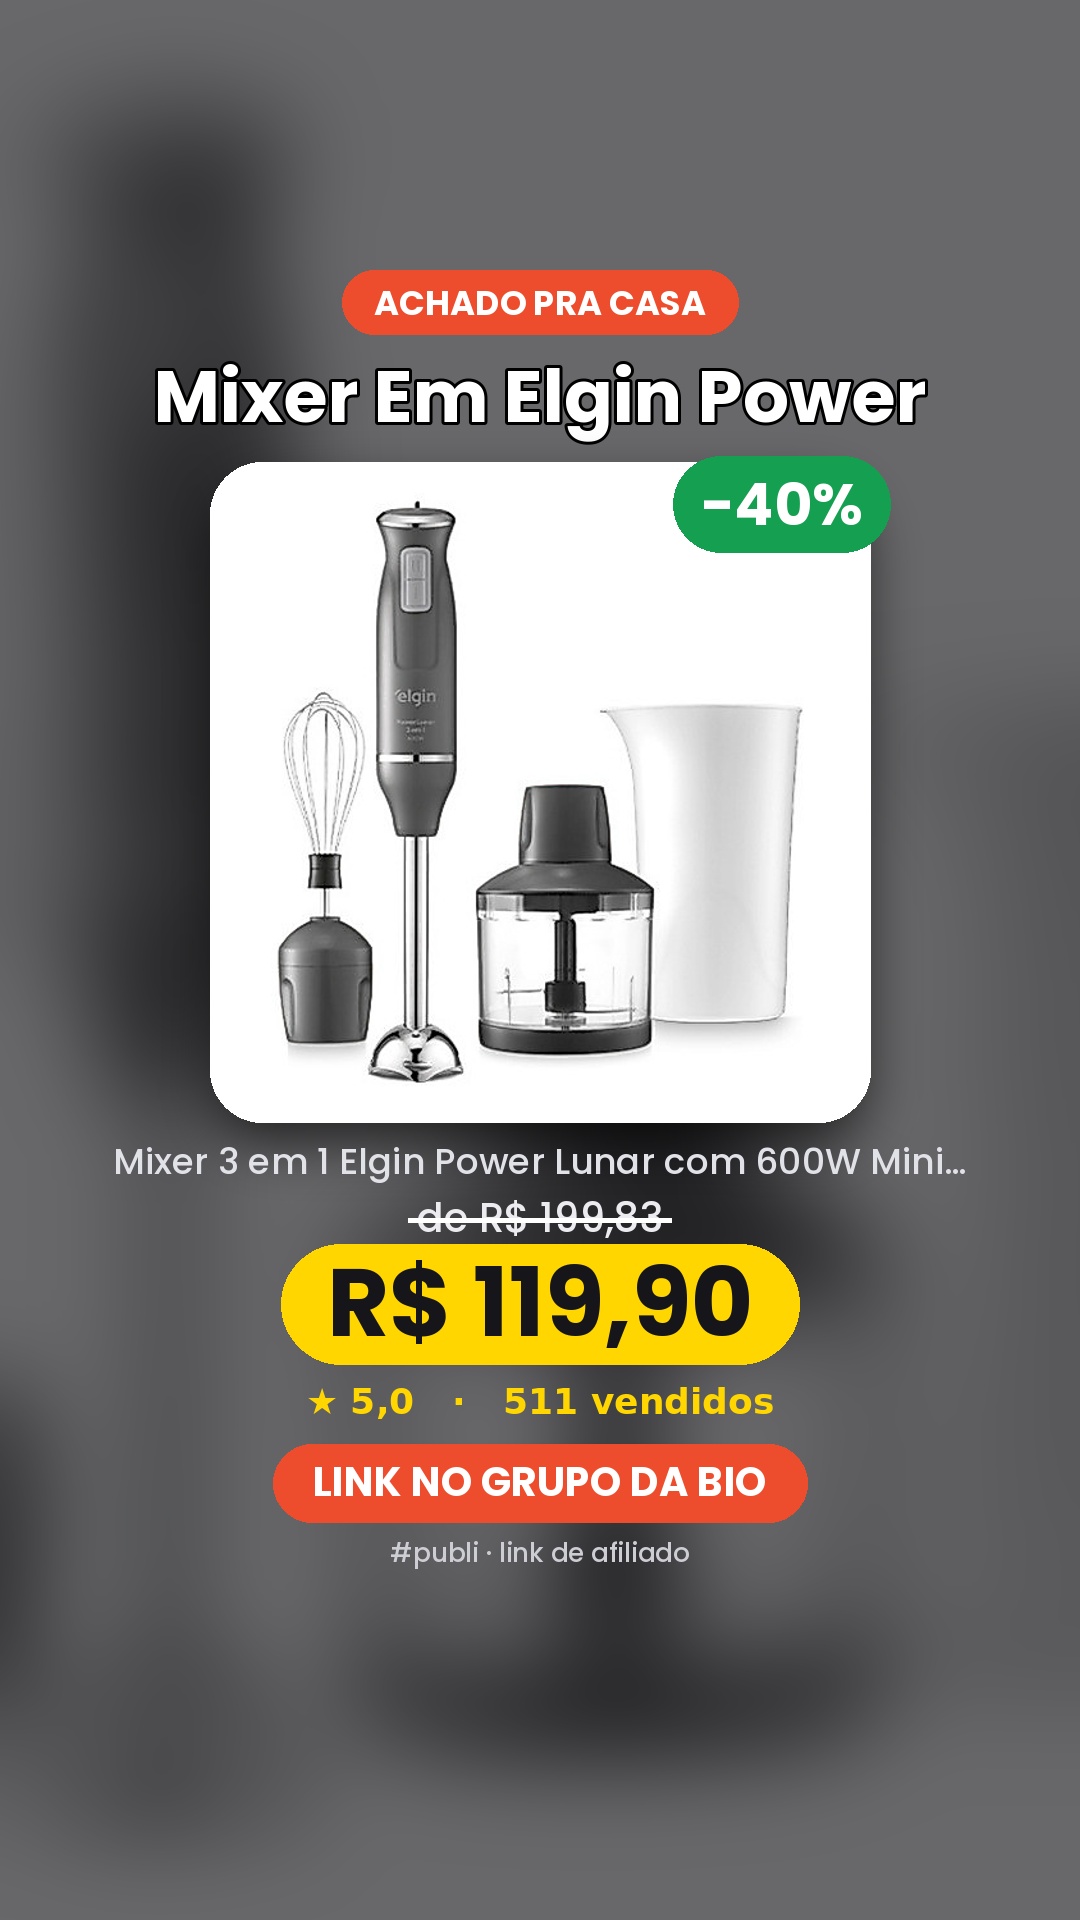 ACHADO PRA CASA
Mixer Em Elgin Power
-40%
elgin
Mixer 3 em 1 Elgin Power Lunar com 600W Mini...
de R$ 199,83
R$ 119,90
★ 5,0 · 511 vendidos
LINK NO GRUPO DA BIO
#publi · link de afiliado